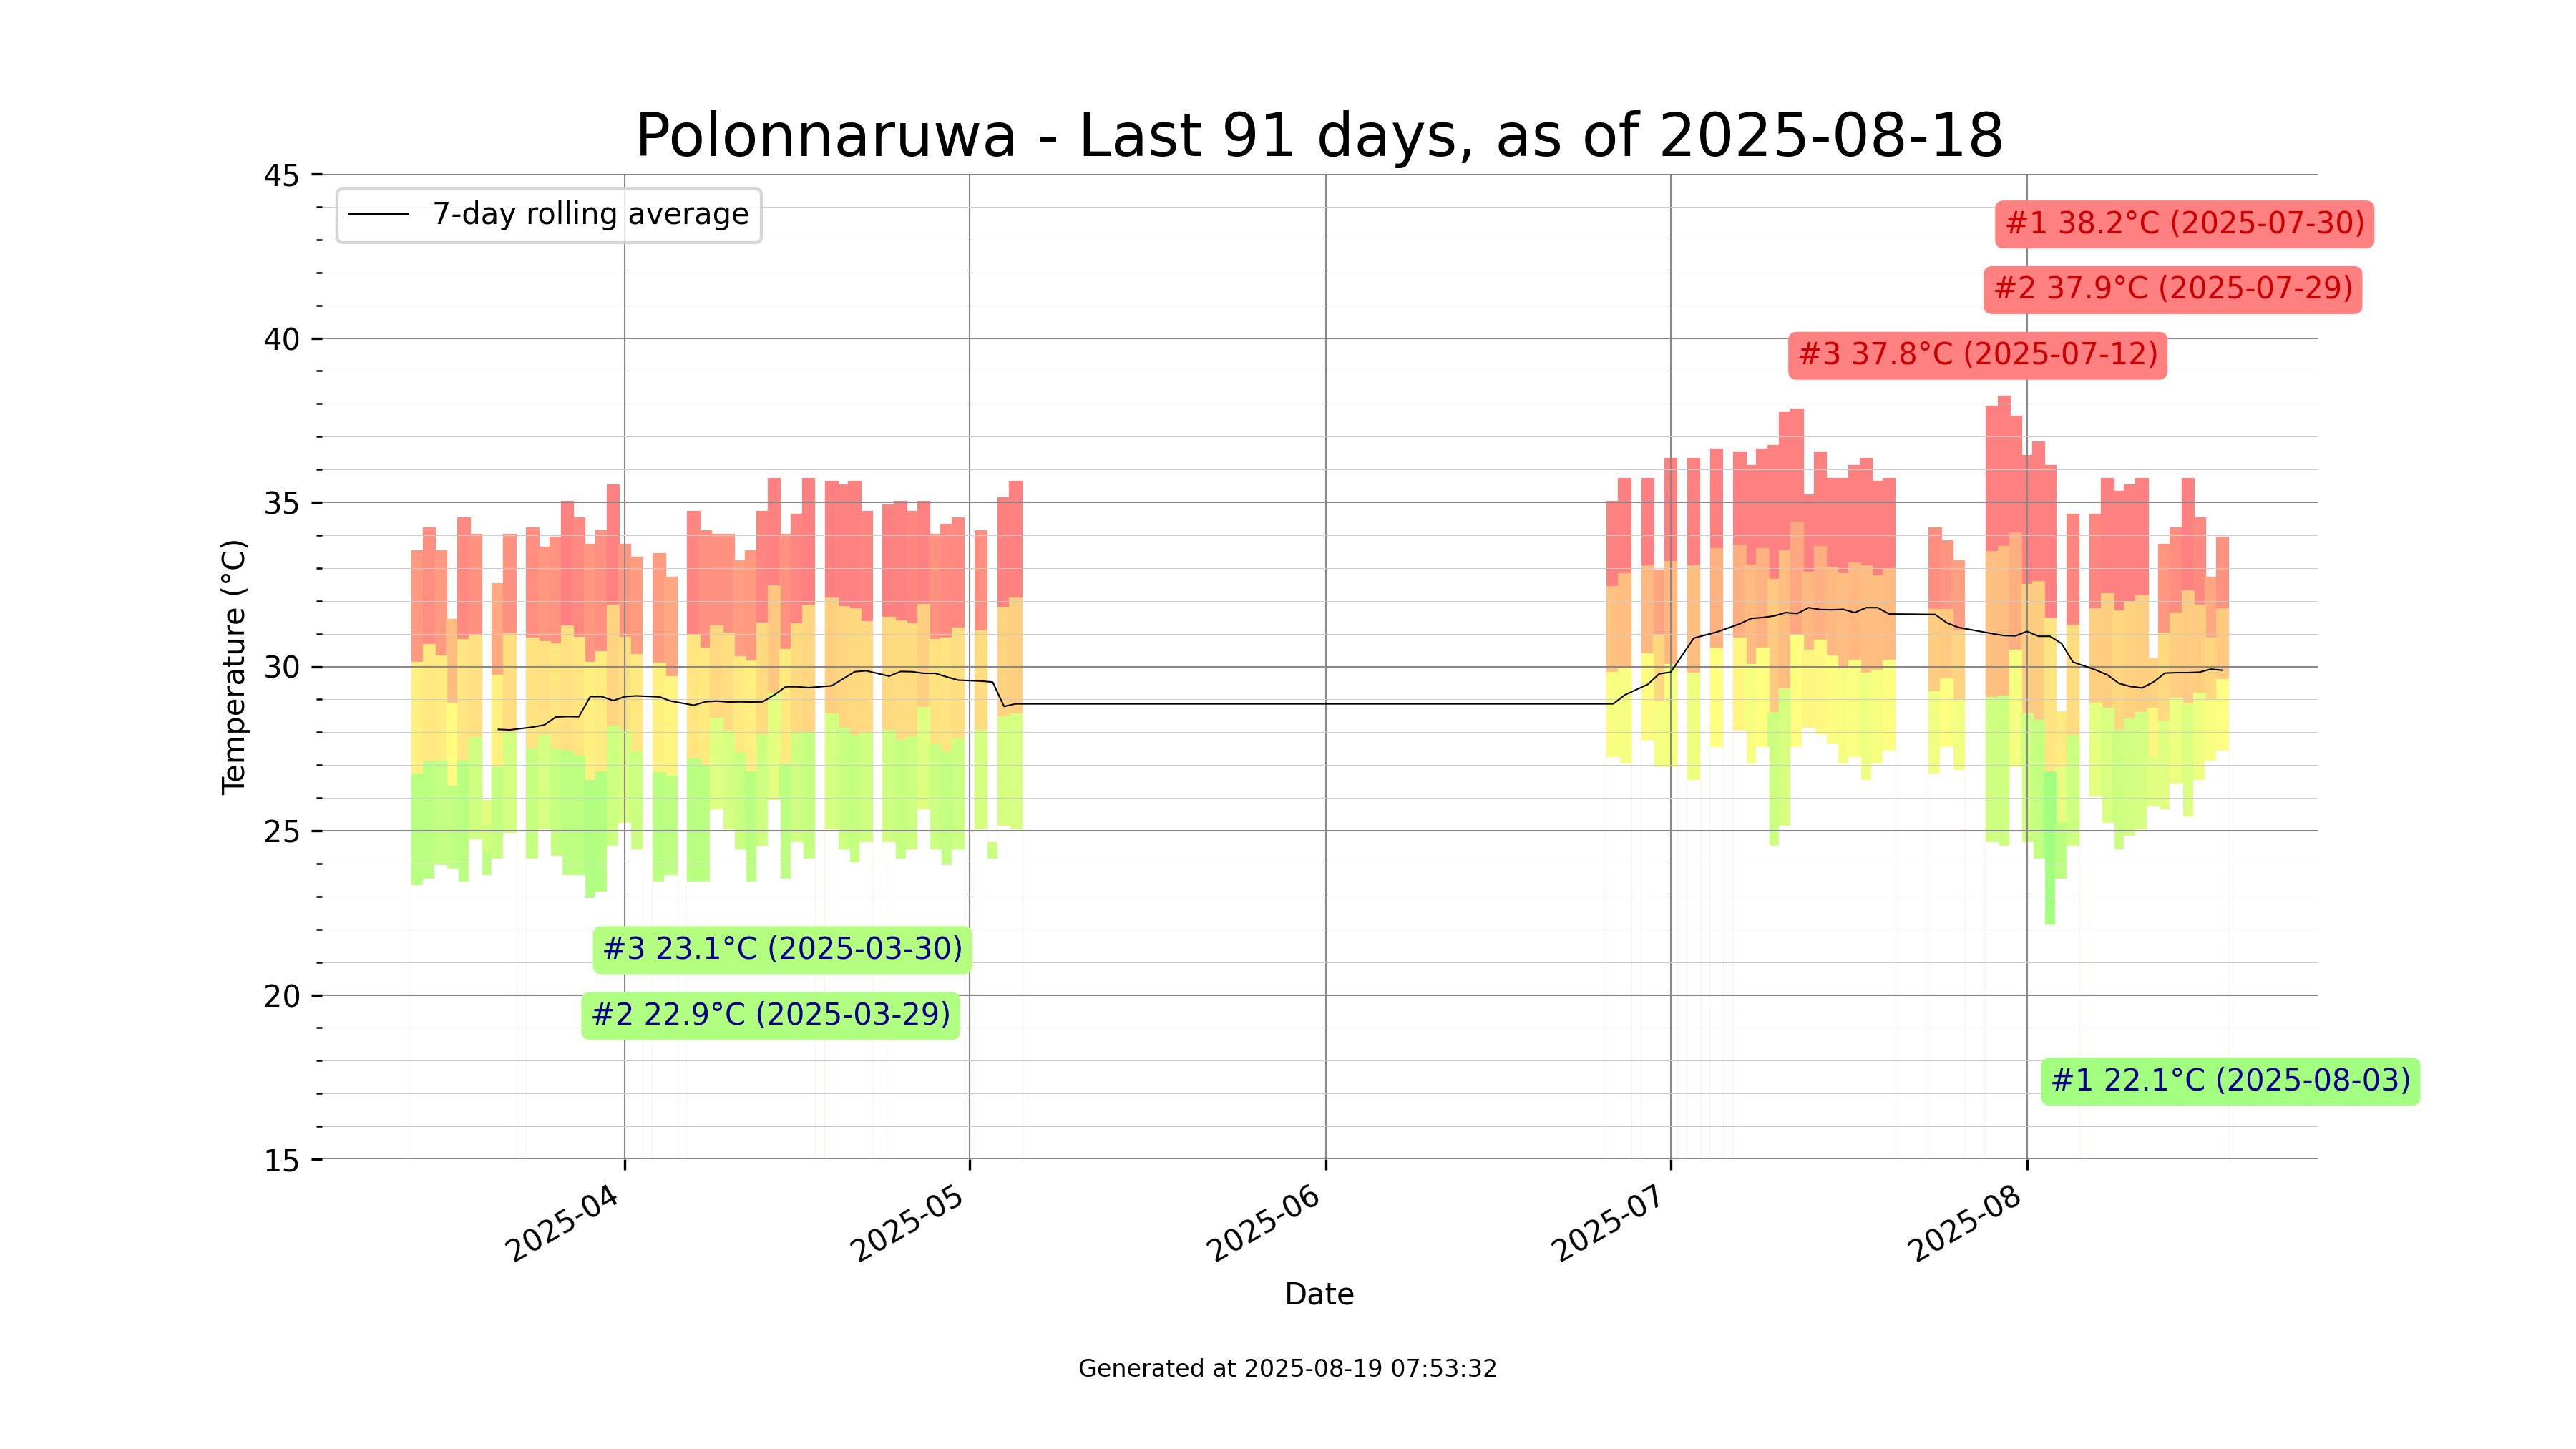 Polonnaruwa - Last 91 days, as of 2025-08-18
45
7-day rolling average
#1 38.2°C (2025-07-30)
#2 37.9°C (2025-07-29)
40
#3 37.8°C (2025-07-12)
35
Temperature (°C)
30
25
#3 23.1°C (2025-03-30)
20
#2 22.9°C (2025-03-29)
#1 22.1°C (2025-08-03)
15
2025-04
2025-05
2025-06
2025-07
2025-08
Date
Generated at 2025-08-19 07:53:32